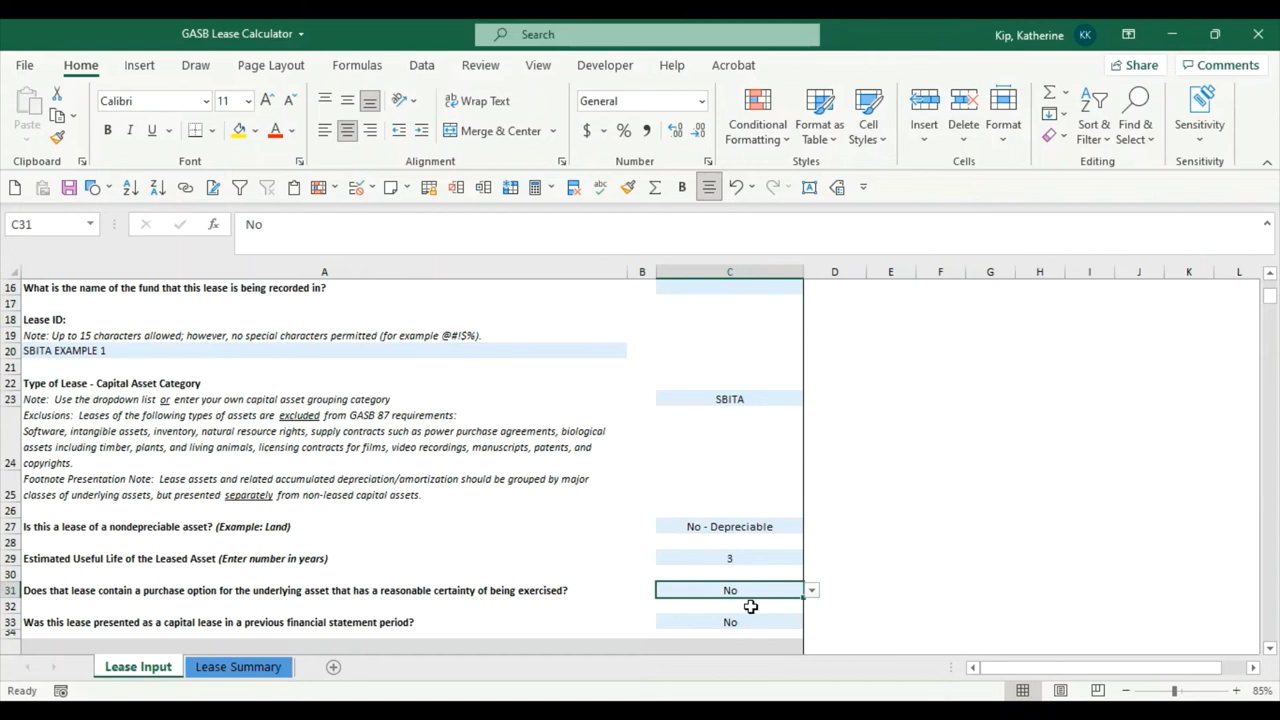 GASB Lease Calculator
Search
Kip, Katherine
KK
File
Home
Insert
Draw
Page Layout
Formulas
Data
Review
View
Developer
Help
Acrobat
Share
Comments
Paste
Calibri
11
Wrap Text
Merge & Center
General
Conditional
Formatting
Format as
Table
Cell
Styles
Insert
Delete
Format
Sort &
Filter
Find &
Select
Sensitivity
Clipboard
Font
Alignment
Number
Styles
Cells
Editing
Sensitivity
C31
fx
No
A B C D E F G H I J K L
16 What is the name of the fund that this lease is being recorded in?
17
18 Lease ID:
19 Note: Up to 15 characters allowed; however, no special characters permitted (for example @#!$%).
20 SBITA EXAMPLE 1
21
22 Type of Lease - Capital Asset Category
23 Note: Use the dropdown list or enter your own capital asset grouping category SBITA
Exclusions: Leases of the following types of assets are excluded from GASB 87 requirements:
Software, intangible assets, inventory, natural resource rights, supply contracts such as power purchase agreements, biological
assets including timber, plants, and living animals, licensing contracts for films, video recordings, manuscripts, patents, and
24 copyrights.
Footnote Presentation Note: Lease assets and related accumulated depreciation/amortization should be grouped by major
25 classes of underlying assets, but presented separately from non-leased capital assets.
26
27 Is this a lease of a nondepreciable asset? (Example: Land) No - Depreciable
28
29 Estimated Useful Life of the Leased Asset (Enter number in years) 3
30
31 Does that lease contain a purchase option for the underlying asset that has a reasonable certainty of being exercised? No
32
33 Was this lease presented as a capital lease in a previous financial statement period? No
34
Lease Input
Lease Summary
Ready
85%